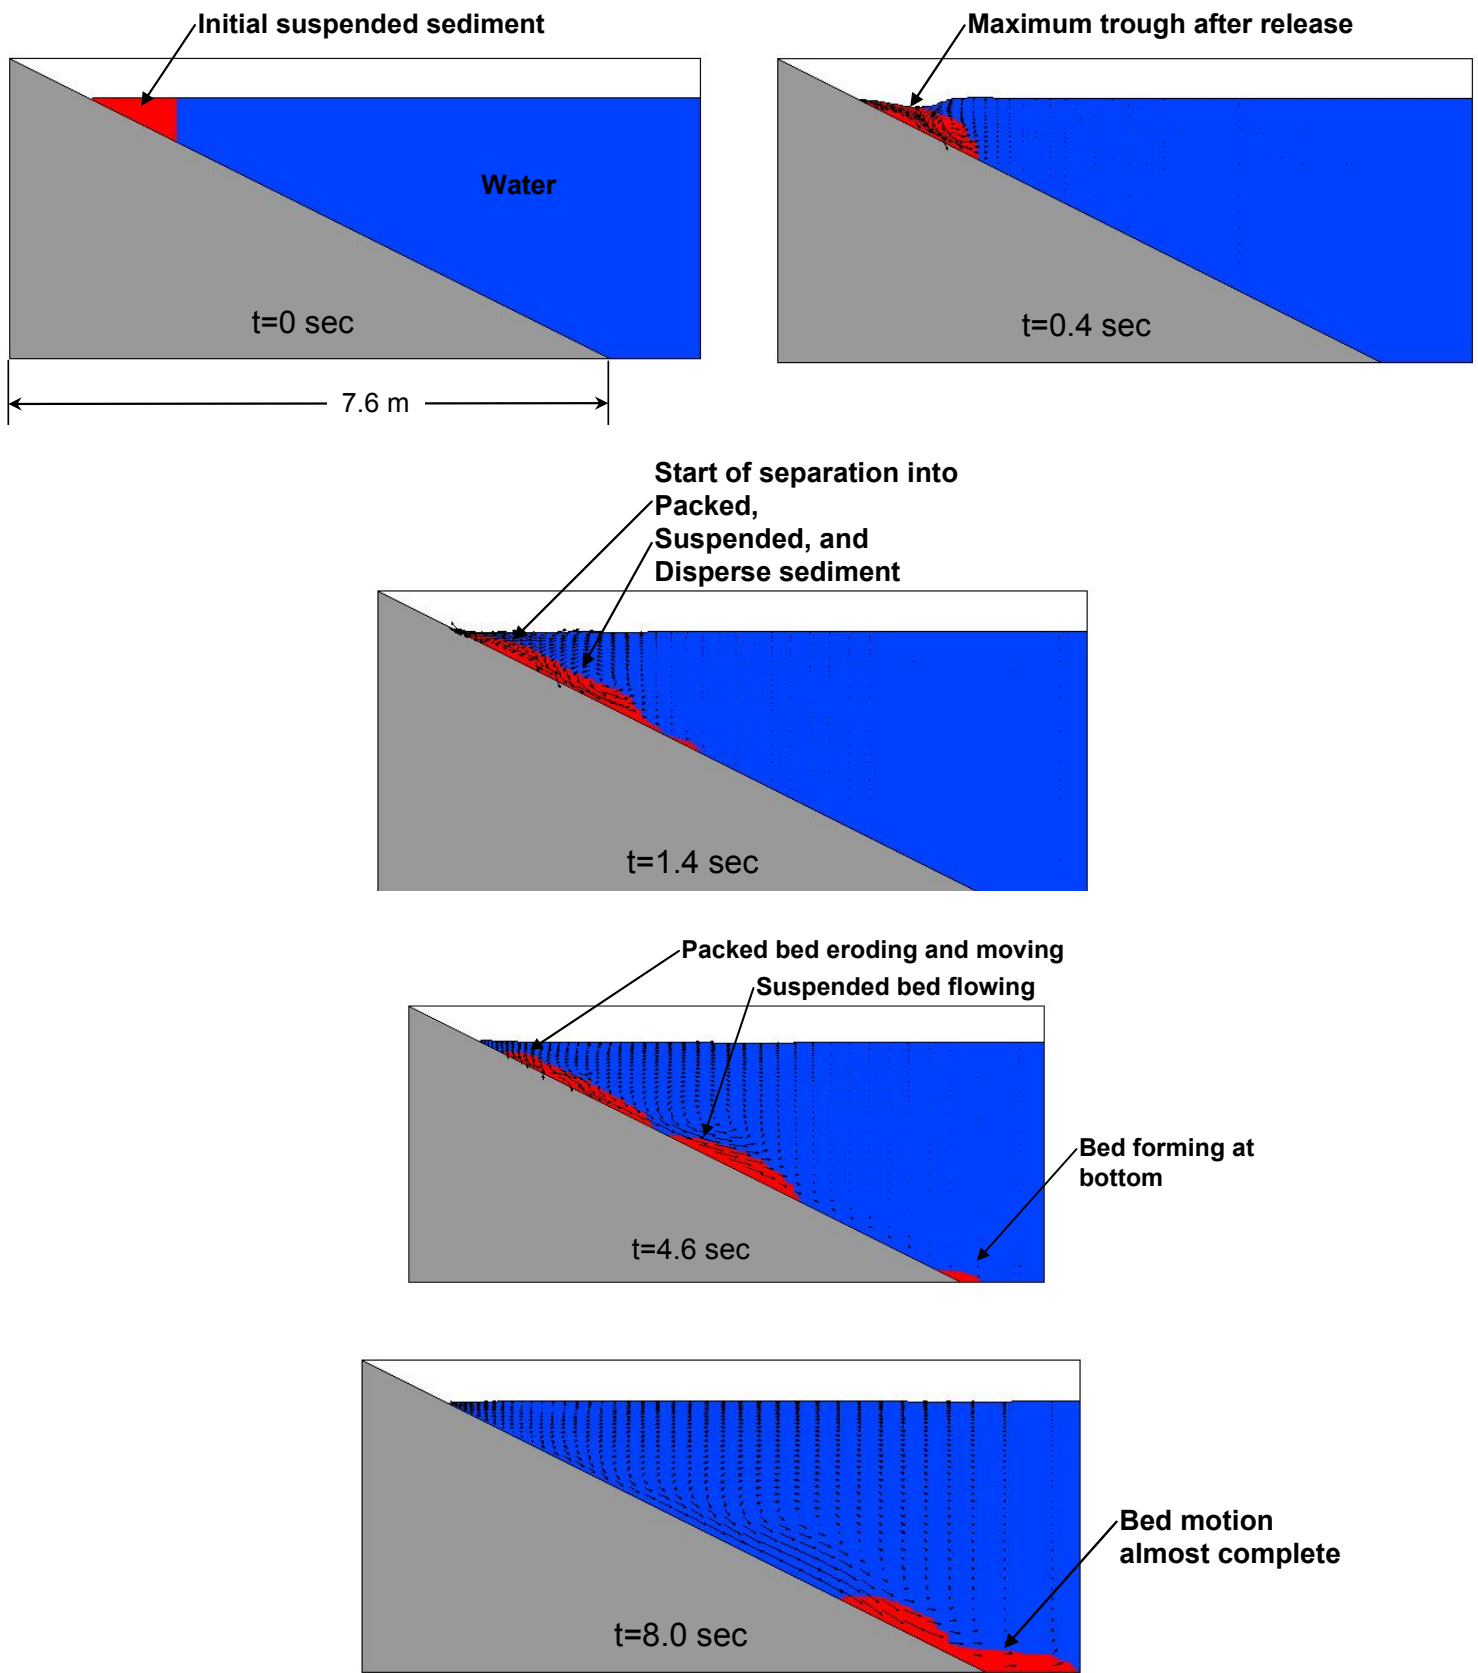 Initial suspended sediment
Maximum trough after release
Water
t=0 sec
t=0.4 sec
7.6 m
Start of separation into
Packed,
Suspended, and
Disperse sediment
t=1.4 sec
Packed bed eroding and moving
Suspended bed flowing
Bed forming at
bottom
t=4.6 sec
Bed motion
almost complete
t=8.0 sec